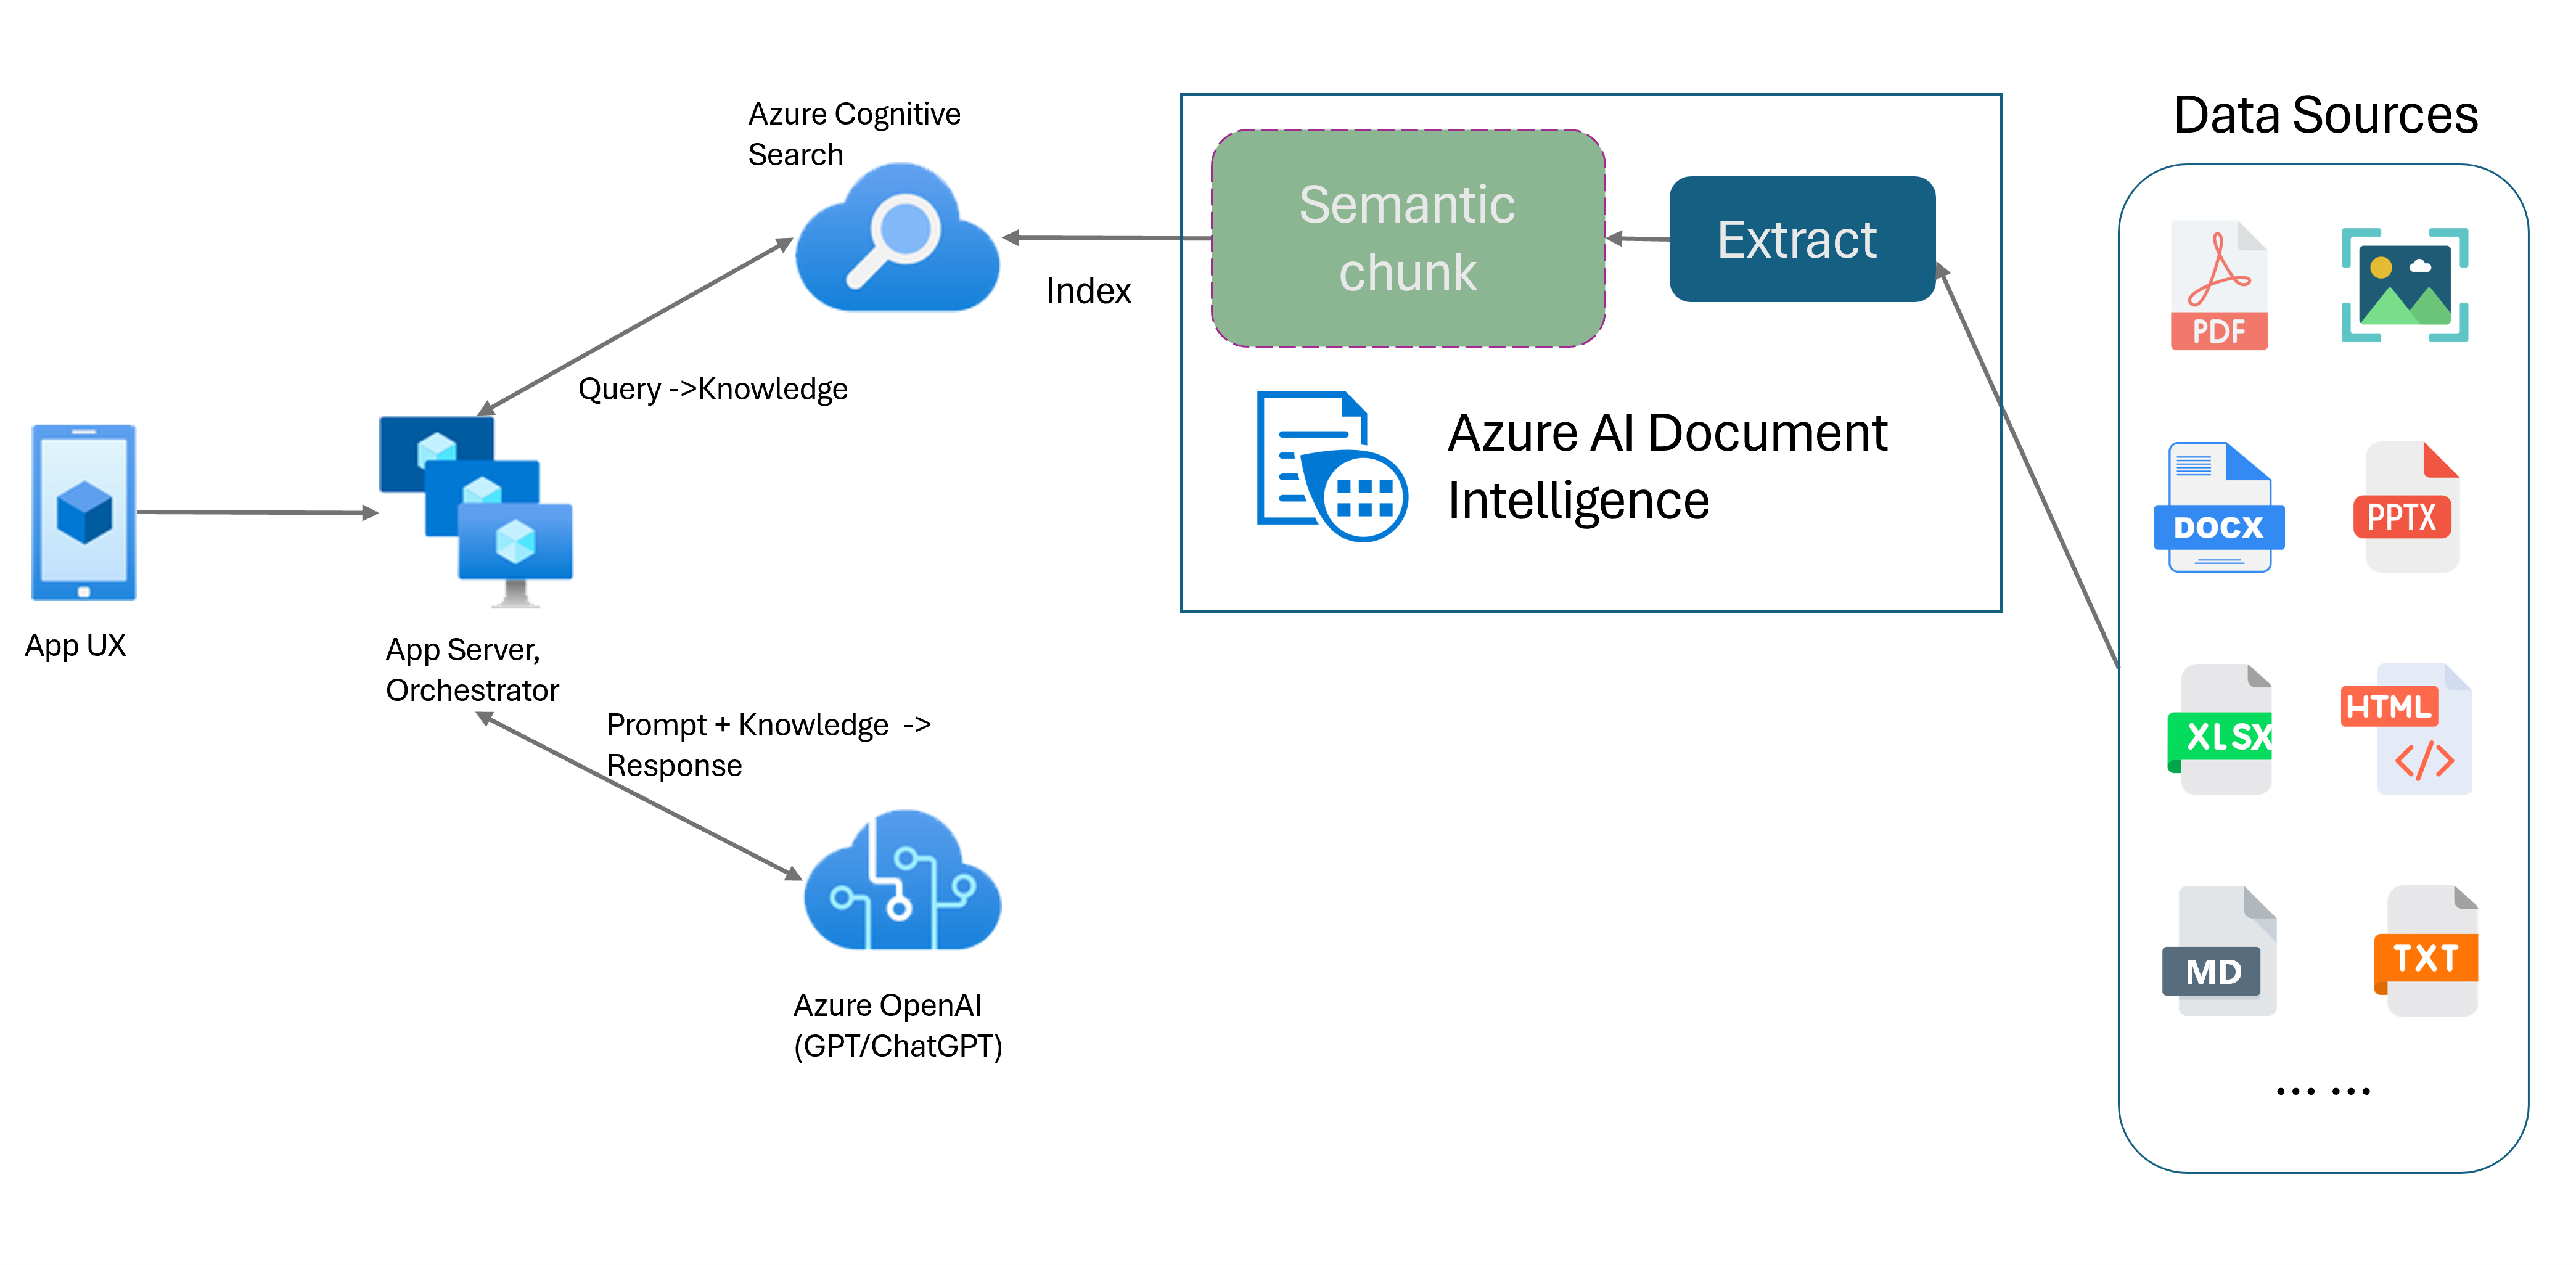 Azure Cognitive
Search
Semantic
chunk
Extract
Index
Query ->Knowledge
Azure AI Document
Intelligence
App UX
App Server,
Orchestrator
Prompt + Knowledge  ->
Response
Azure OpenAI
(GPT/ChatGPT)
Data Sources
PDF
DOCX
PPTX
XLSX
HTML
</>
MD
TXT
... ...